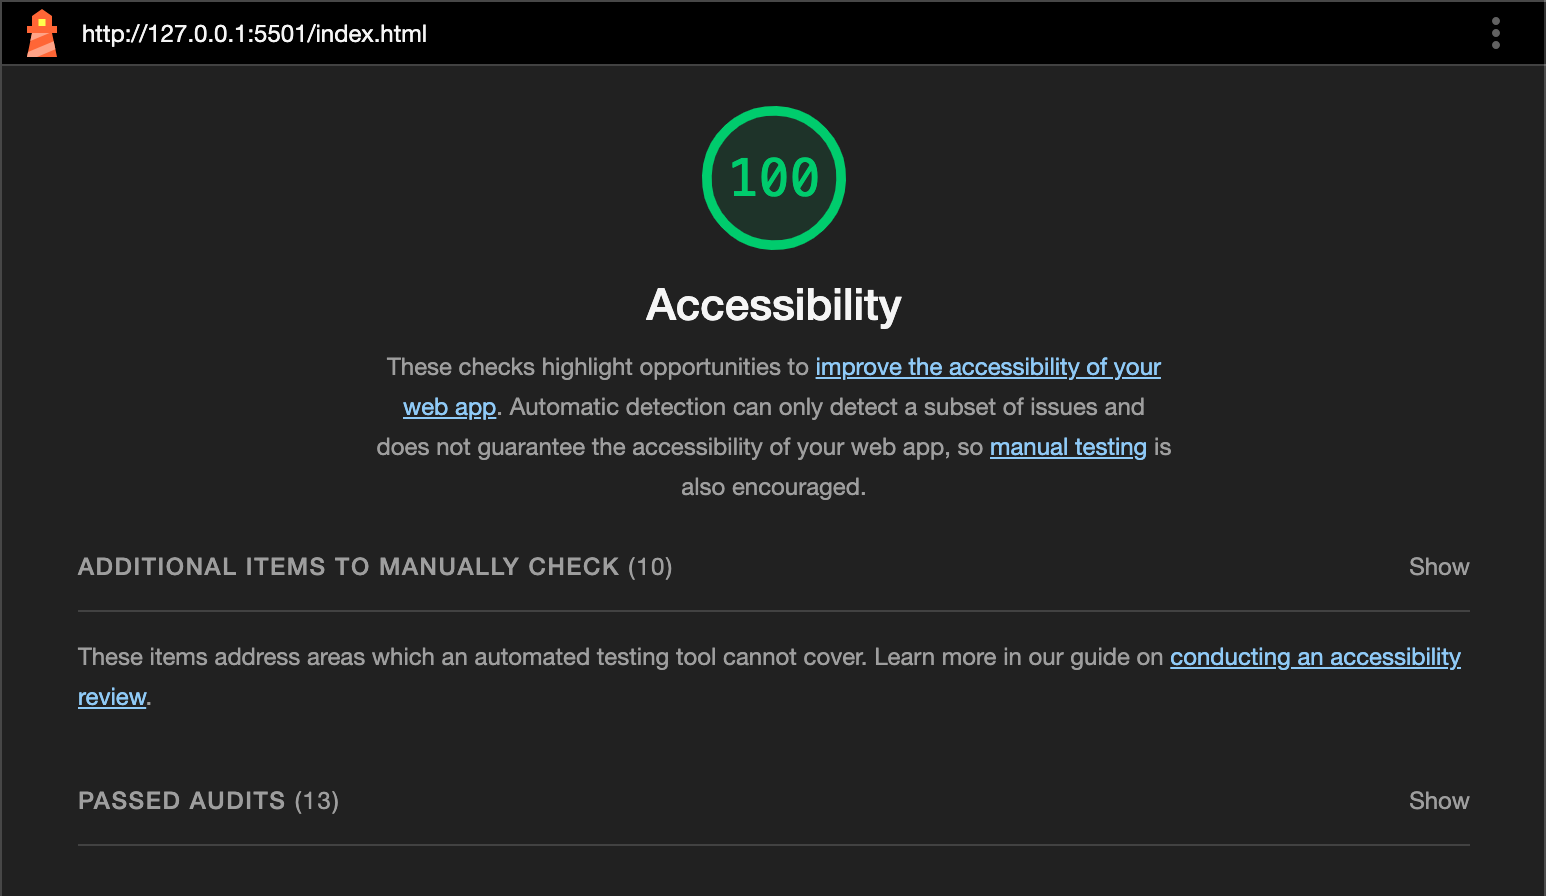 http://127.0.0.1:5501/index.html
100
Accessibility
These checks highlight opportunities to improve the accessibility of your
web app. Automatic detection can only detect a subset of issues and
does not guarantee the accessibility of your web app, so manual testing is
also encouraged.
ADDITIONAL ITEMS TO MANUALLY CHECK (10) Show
These items address areas which an automated testing tool cannot cover. Learn more in our guide on conducting an accessibility
review.
PASSED AUDITS (13) Show